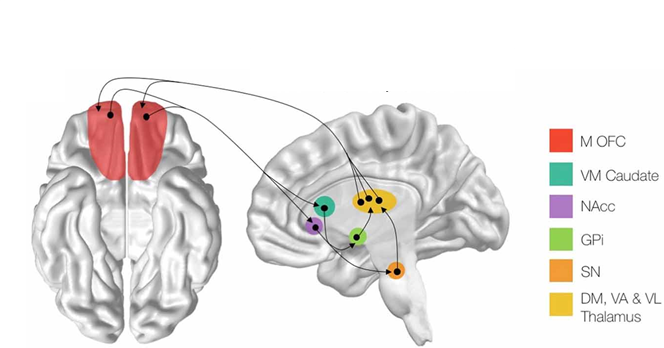 M OFC
VM Caudate
NAcc
GPi
SN
DM, VA & VL
Thalamus